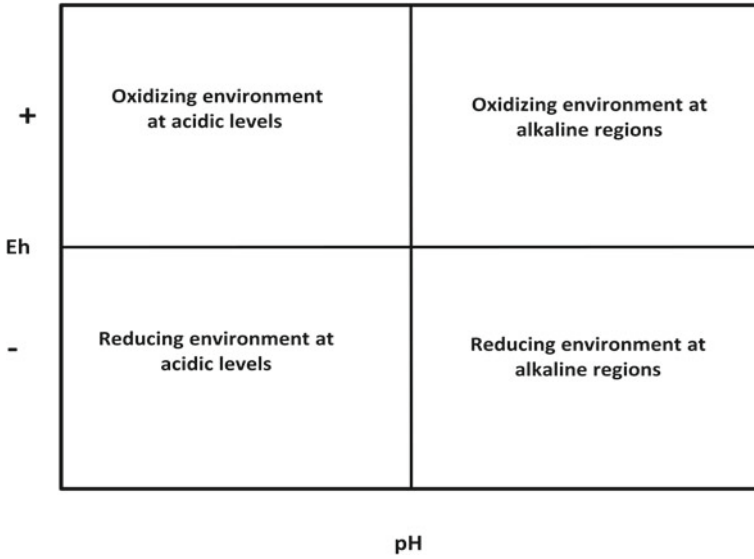 Oxidizing environment
at acidic levels
Oxidizing environment at
alkaline regions
+
Eh
-
Reducing environment at
acidic levels
Reducing environment at
alkaline regions
pH